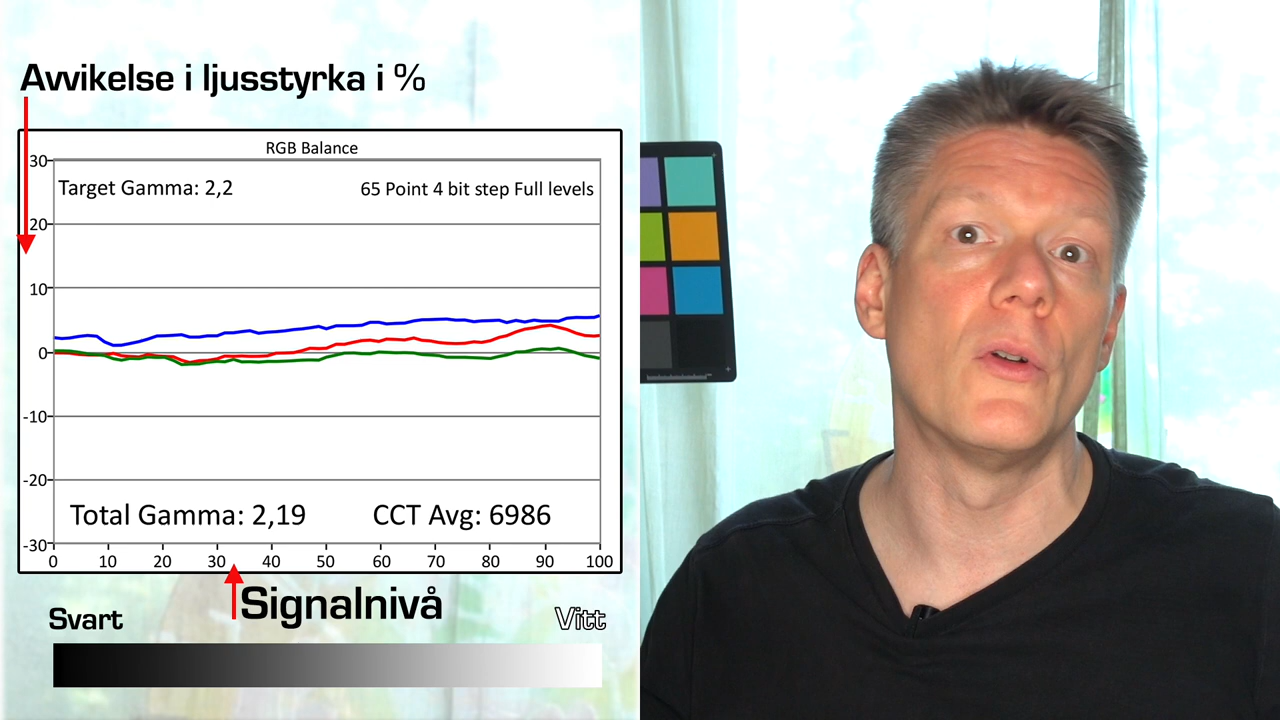 Avvikelse i ljusstyrka i %
RGB Balance
Target Gamma: 2,2
65 Point 4 bit step Full levels
30
20
10
0
-10
-20
-30
Total Gamma: 2,19
CCT Avg: 6986
0 10 20 30 40 50 60 70 80 90 100
Signalnivå
Svart
Vitt